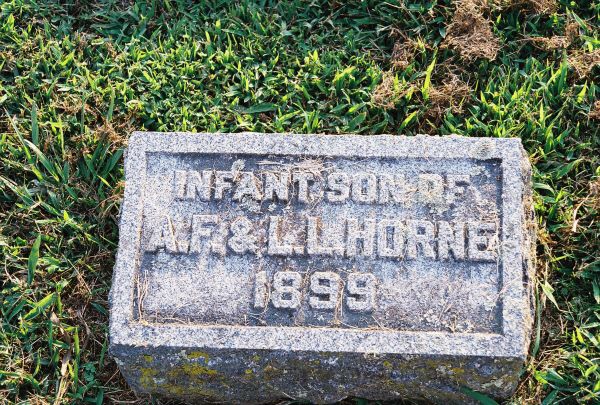 INFANT SON OF
A.F. & L.L. HORNE
1899